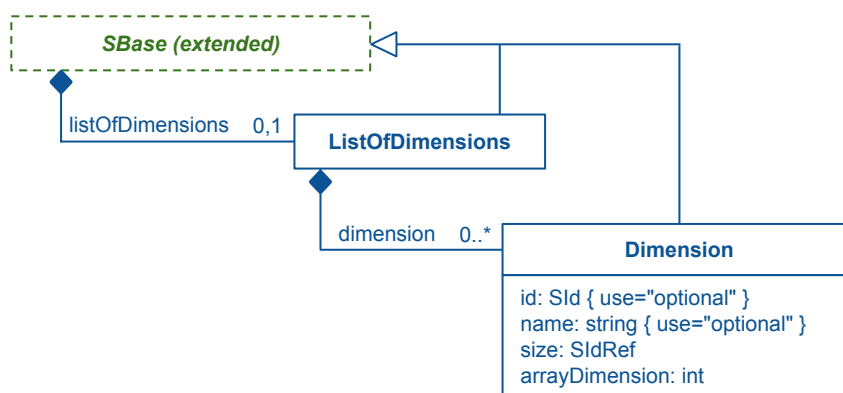 SBase (extended)
listOfDimensions 0,1
ListOfDimensions
dimension 0..*
Dimension
id: SId { use="optional" }
name: string { use="optional" }
size: SIdRef
arrayDimension: int